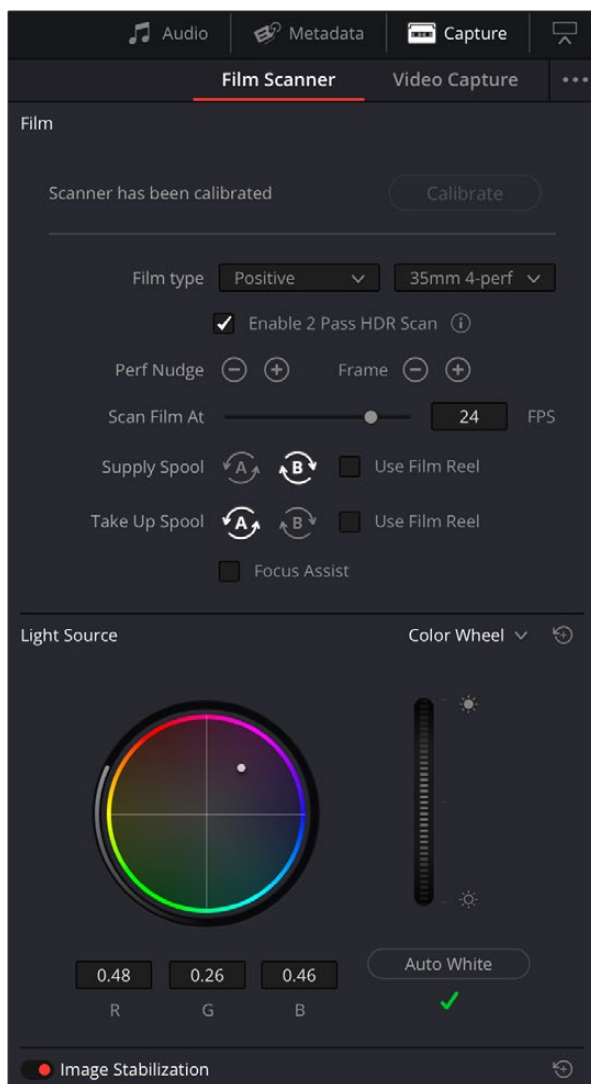 Audio Metadata Capture
Film Scanner Video Capture
Film
Scanner has been calibrated Calibrate
Film type Positive 35mm 4-perf
Enable 2 Pass HDR Scan
Perf Nudge Frame
Scan Film At 24 FPS
Supply Spool A B Use Film Reel
Take Up Spool A B Use Film Reel
Focus Assist
Light Source Color Wheel
Auto White
0.48 0.26 0.46
R G B
Image Stabilization